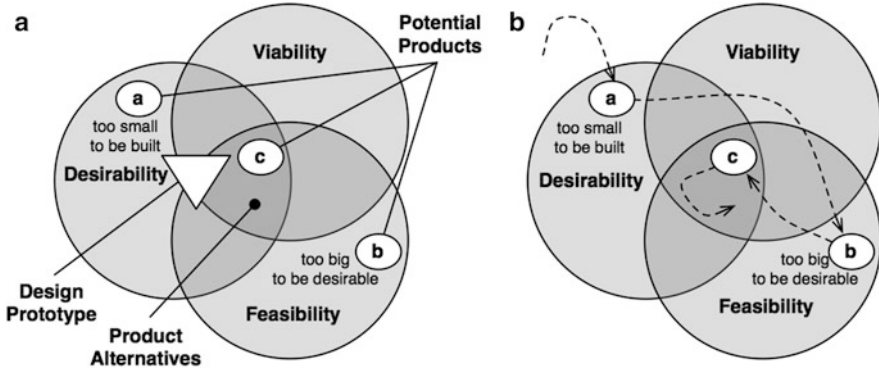 a
Potential
Products
Viability
a
too small
to be built
c
Desirability
b
too big
to be desirable
Design
Prototype
Feasibility
Product
Alternatives
b
Viability
a
too small
to be built
c
Desirability
b
too big
to be desirable
Feasibility